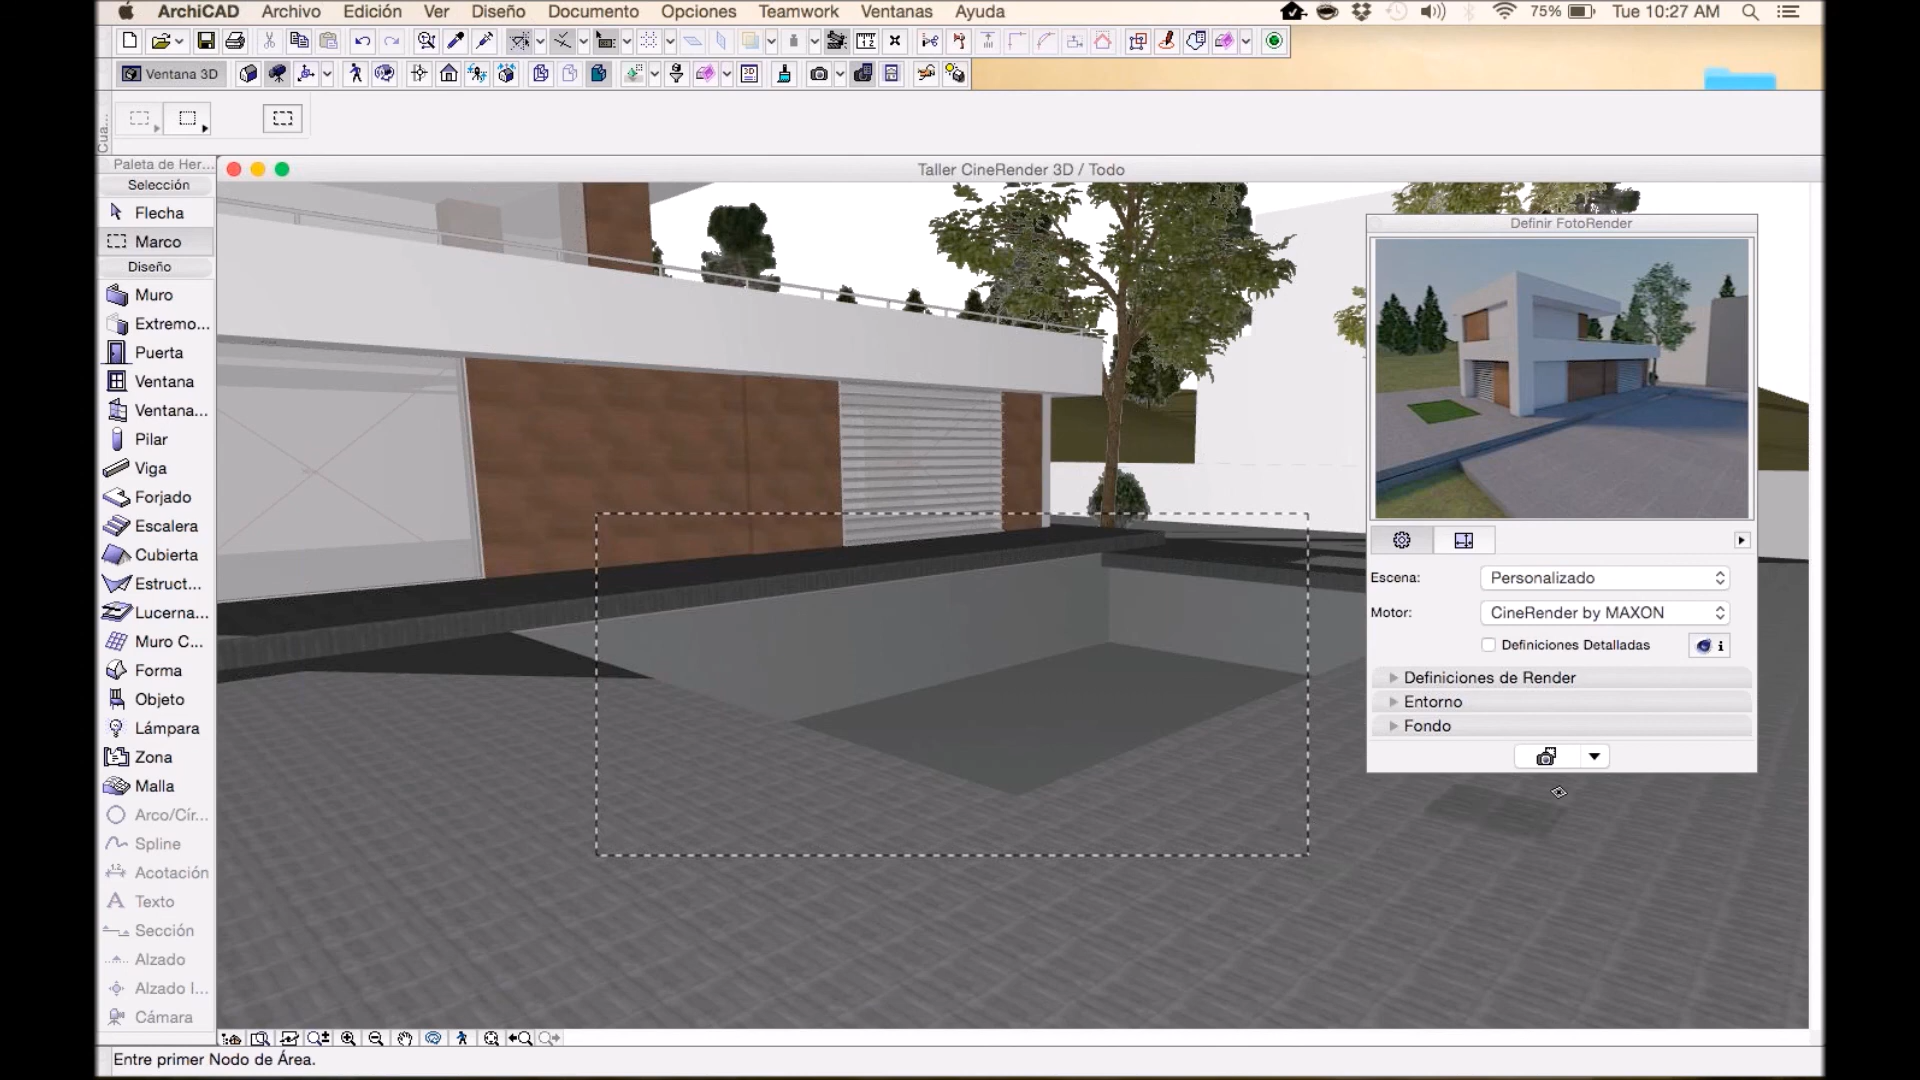 ArchiCAD Archivo Edición Ver Diseño Documento Opciones Teamwork Ventanas Ayuda 75% Tue 10:27 AM
Ventana 3D
Cua...
Paleta de Her...
Taller CineRender 3D / Todo
Selección
Flecha
Marco
Diseño
Muro
Extremo...
Puerta
Ventana
Ventana...
Pilar
Viga
Forjado
Escalera
Cubierta
Estruct...
Lucerna...
Muro C...
Forma
Objeto
Lámpara
Zona
Malla
Arco/Cír...
Spline
Acotación
Texto
Sección
Alzado
Alzado I...
Cámara
Definir FotoRender
Escena: Personalizado
Motor: CineRender by MAXON
Definiciones Detalladas
Definiciones de Render
Entorno
Fondo
Entre primer Nodo de Área.